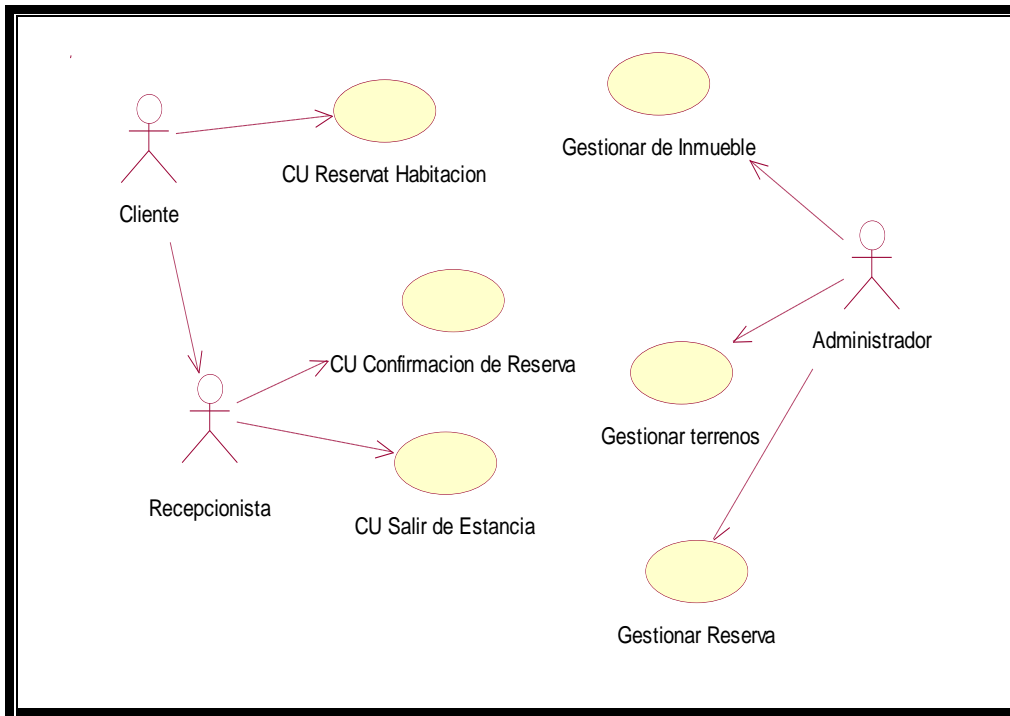 CU Reservat Habitacion
Gestionar de Inmueble
Cliente
Administrador
CU Confirmacion de Reserva
Gestionar terrenos
Recepcionista
CU Salir de Estancia
Gestionar Reserva